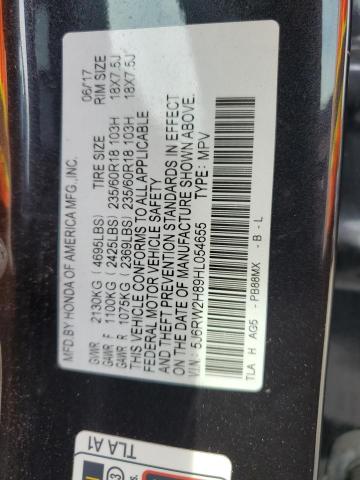 MFD.BY HONDA OF AMERICA MFG.,INC. 06/17
TIRE SIZE RIM SIZE
GVWR 2130KG (4695LBS)
GAWR F 1100KG (2425LBS) 235/60R18 103H 18X7.5J
GAWR R 1075KG (2369LBS) 235/60R18 103H 18X7.5J
THIS VEHICLE CONFORMS TO ALL APPLICABLE
FEDERAL MOTOR VEHICLE SAFETY
AND THEFT PREVENTION STANDARDS IN EFFECT
ON THE DATE OF MANUFACTURE SHOWN ABOVE.
V.I.N.: 5J6RW2H89HL054655 TYPE: MPV
TLA H AG5 - PB88MX - B - L
TLA A1